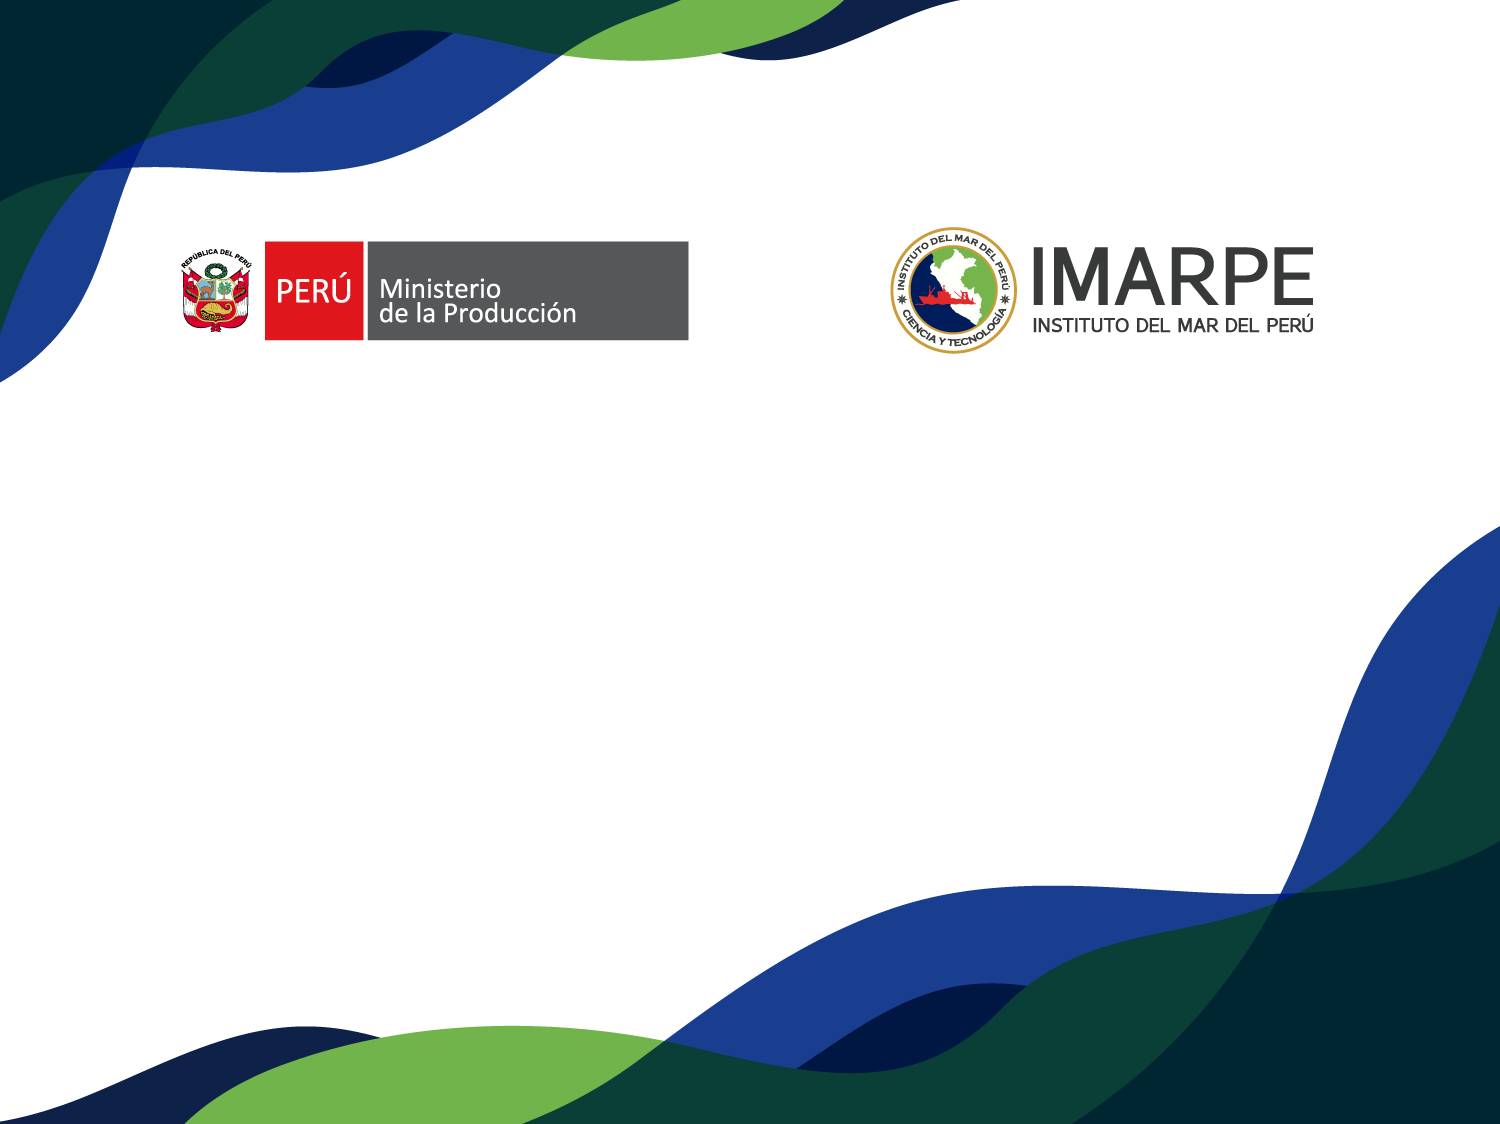 REPÚBLICA DEL PERÚ
PERÚ
Ministerio
de la Producción
INSTITUTO DEL MAR DEL PERÚ
CIENCIA Y TECNOLOGÍA
IMARPE
INSTITUTO DEL MAR DEL PERÚ